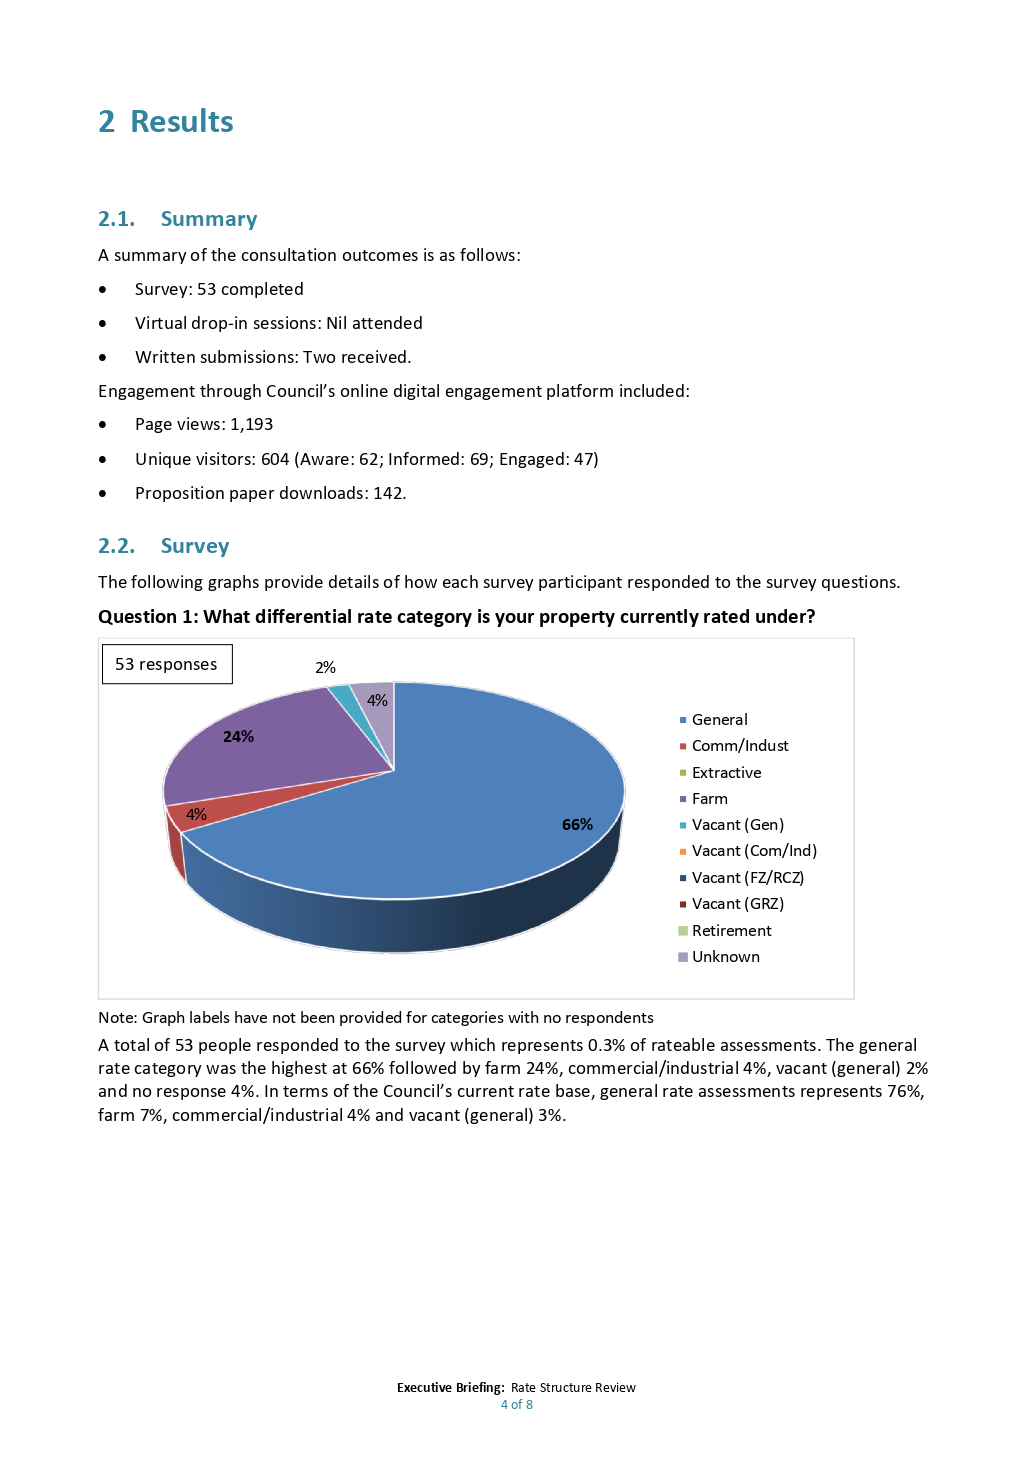 2 Results
2.1. Summary
A summary of the consultation outcomes is as follows:
• Survey: 53 completed
• Virtual drop-in sessions: Nil attended
• Written submissions: Two received.
Engagement through Council’s online digital engagement platform included:
• Page views: 1,193
• Unique visitors: 604 (Aware: 62; Informed: 69; Engaged: 47)
• Proposition paper downloads: 142.
2.2. Survey
The following graphs provide details of how each survey participant responded to the survey questions.
Question 1: What differential rate category is your property currently rated under?
53 responses
2%
4%
24%
4%
66%
General
Comm/Indust
Extractive
Farm
Vacant (Gen)
Vacant (Com/Ind)
Vacant (FZ/RCZ)
Vacant (GRZ)
Retirement
Unknown
Note: Graph labels have not been provided for categories with no respondents
A total of 53 people responded to the survey which represents 0.3% of rateable assessments. The general
rate category was the highest at 66% followed by farm 24%, commercial/industrial 4%, vacant (general) 2%
and no response 4%. In terms of the Council’s current rate base, general rate assessments represents 76%,
farm 7%, commercial/industrial 4% and vacant (general) 3%.
Executive Briefing: Rate Structure Review
4 of 8